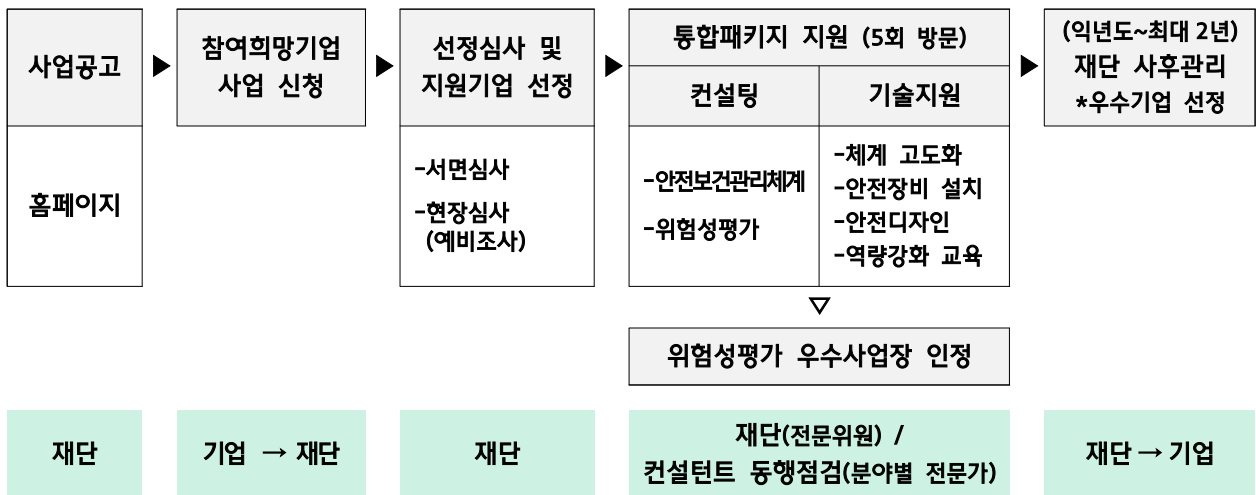 사업공고
홈페이지
▶
참여희망기업
사업 신청
▶
선정심사 및
지원기업 선정
-서면심사
-현장심사
(예비조사)
▶
통합패키지 지원 (5회 방문)
컨설팅
-안전보건관리체계
-위험성평가
기술지원
-체계 고도화
-안전장비 설치
-안전디자인
-역량강화 교육
▽
위험성평가 우수사업장 인정
▶
(익년도~최대 2년)
재단 사후관리
*우수기업 선정
재단
기업 → 재단
재단
재단(전문위원) /
컨설턴트 동행점검(분야별 전문가)
재단 → 기업